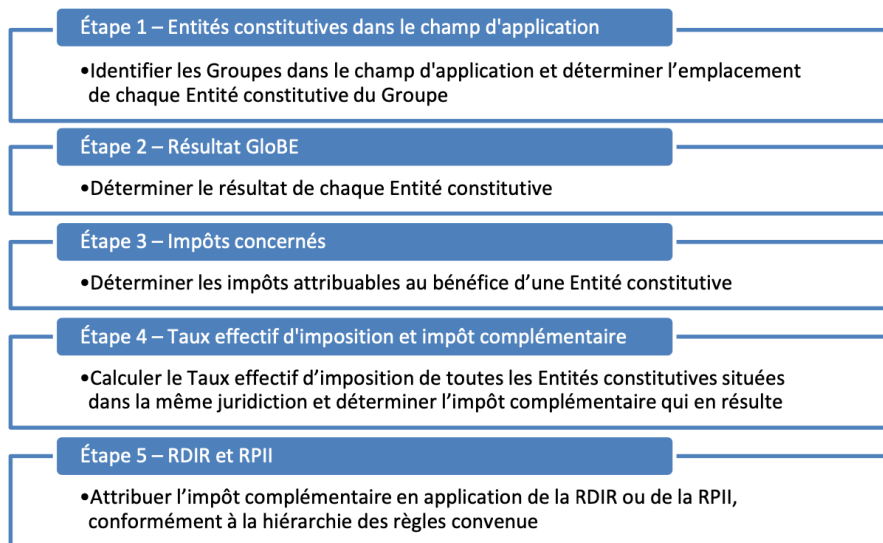 Étape 1 – Entités constitutives dans le champ d'application
•Identifier les Groupes dans le champ d'application et déterminer l’emplacement
de chaque Entité constitutive du Groupe
Étape 2 – Résultat GloBE
•Déterminer le résultat de chaque Entité constitutive
Étape 3 – Impôts concernés
•Déterminer les impôts attribuables au bénéfice d’une Entité constitutive
Étape 4 – Taux effectif d'imposition et impôt complémentaire
•Calculer le Taux effectif d’imposition de toutes les Entités constitutives situées
dans la même juridiction et déterminer l’impôt complémentaire qui en résulte
Étape 5 – RDIR et RPII
•Attribuer l’impôt complémentaire en application de la RDIR ou de la RPII,
conformément à la hiérarchie des règles convenue